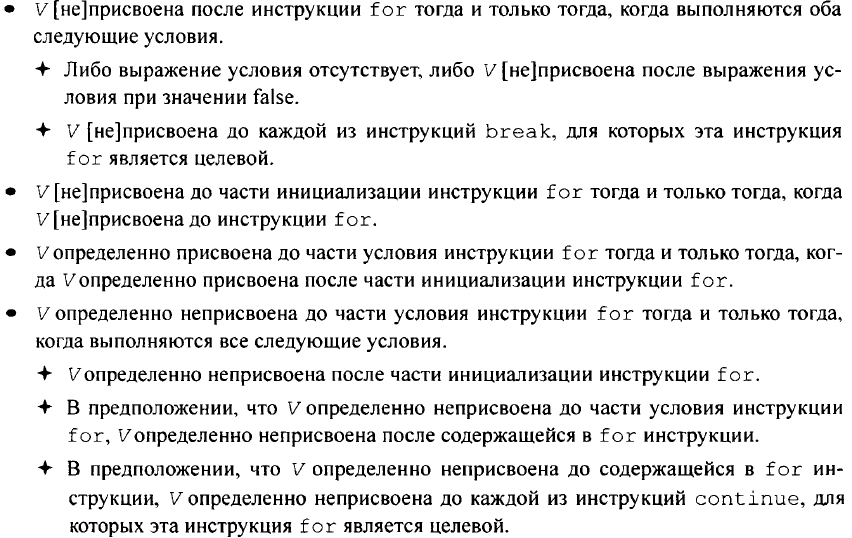 • V [не]присвоена после инструкции for тогда и только тогда, когда выполняются оба
следующие условия.
✦ Либо выражение условия отсутствует, либо V [не]присвоена после выражения ус-
ловия при значении false.
✦ V [не]присвоена до каждой из инструкций break, для которых эта инструкция
for является целевой.
• V [не]присвоена до части инициализации инструкции for тогда и только тогда, когда
V [не]присвоена до инструкции for.
• V определенно присвоена до части условия инструкции for тогда и только тогда, ког-
да V определенно присвоена после части инициализации инструкции for.
• V определенно неприсвоена до части условия инструкции for тогда и только тогда,
когда выполняются все следующие условия.
✦ V определенно неприсвоена после части инициализации инструкции for.
✦ В предположении, что V определенно неприсвоена до части условия инструкции
for, V определенно неприсвоена после содержащейся в for инструкции.
✦ В предположении, что V определенно неприсвоена до содержащейся в for ин-
струкции, V определенно неприсвоена до каждой из инструкций continue, для
которых эта инструкция for является целевой.